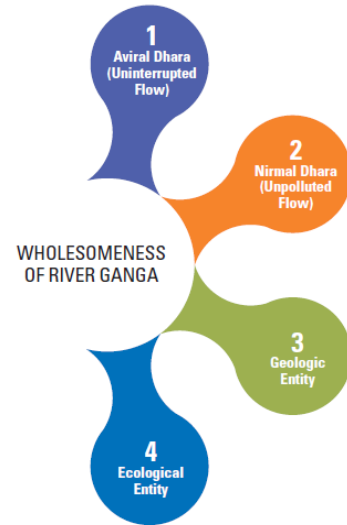 1
Aviral Dhara
(Uninterrupted
Flow)
2
Nirmal Dhara
(Unpolluted
Flow)
WHOLESOMENESS
OF RIVER GANGA
3
Geologic
Entity
4
Ecological
Entity